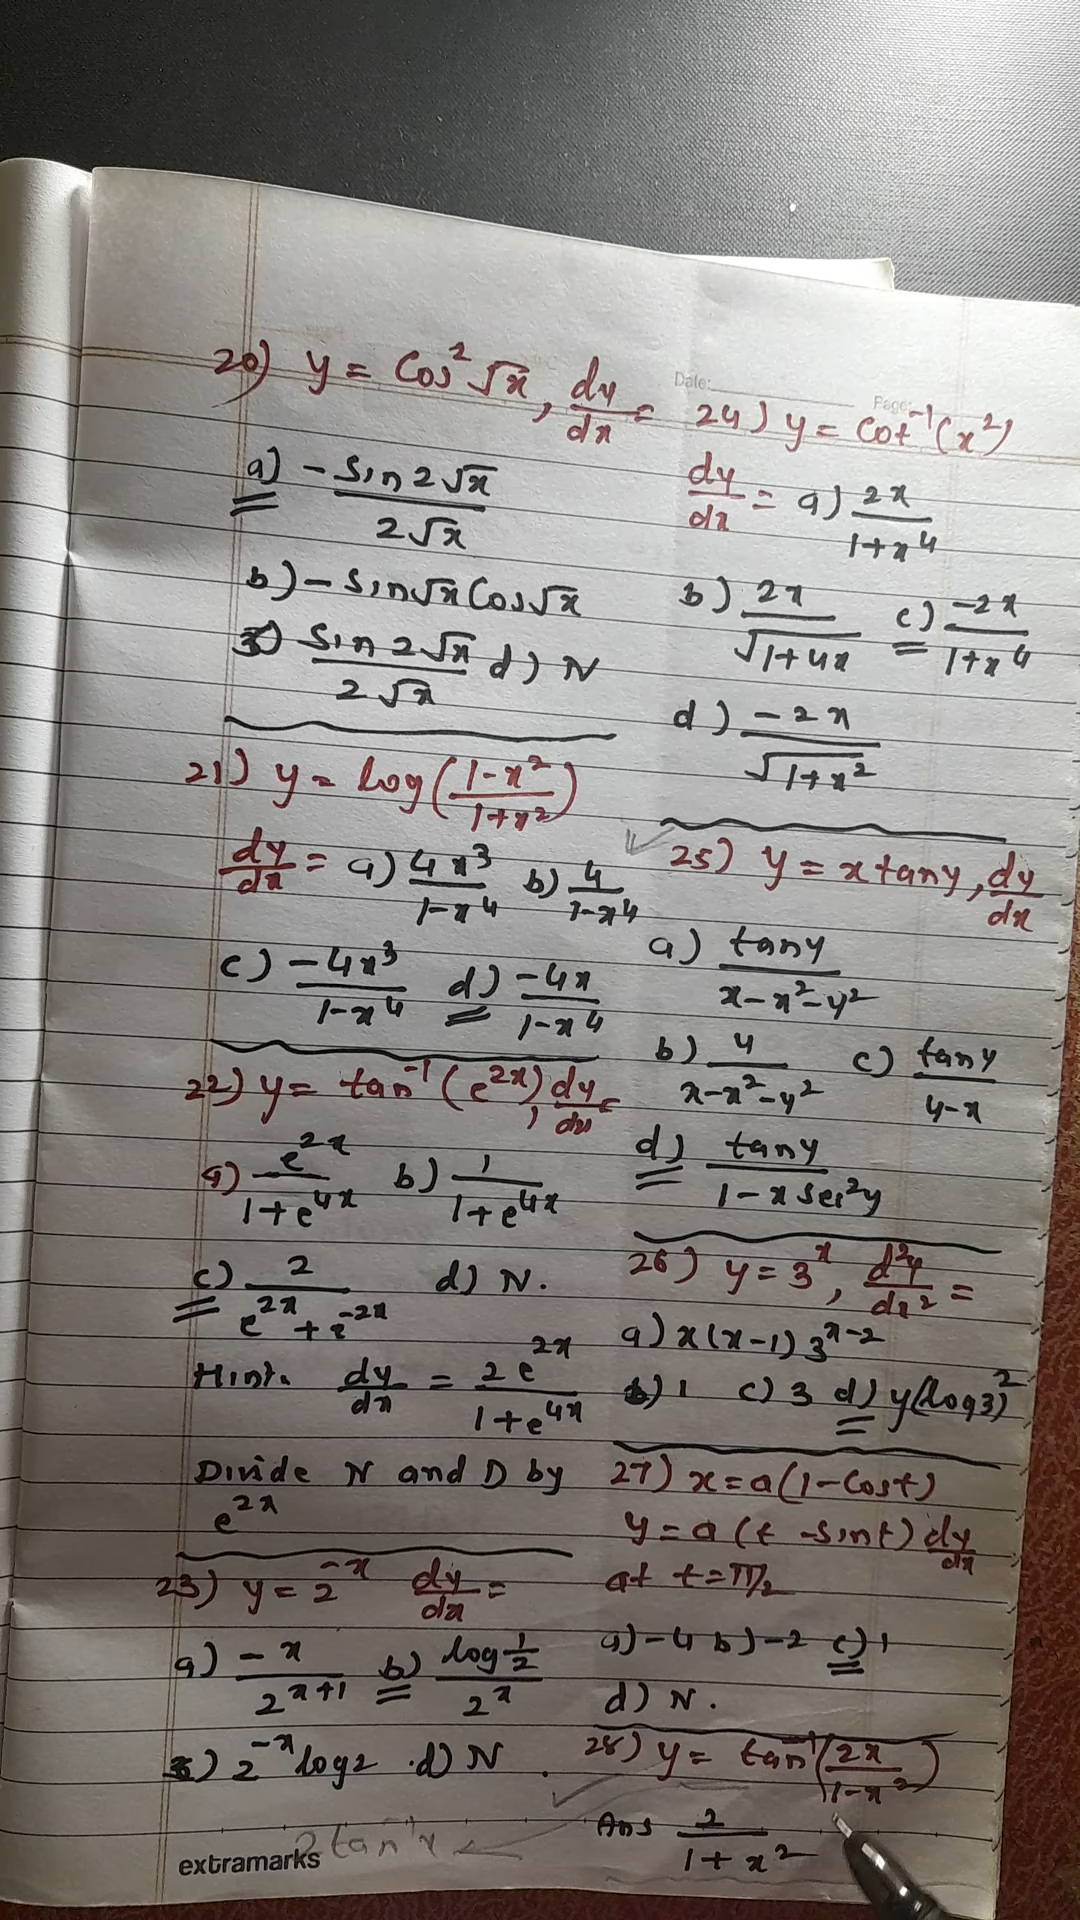 20) y = Cos²√x, dy/dx =
a) -Sin2√x / 2√x
b) -Sin√x Cos√x
c) Sin2√x / 2√x d) N
21) y = log((1-x²)/(1+x²))
dy/dx = a) 4x³/(1-x⁴) b) 4/(1-x⁴)
c) -4x³/(1-x⁴) d) -4x/(1-x⁴)
22) y = tan⁻¹(e²ˣ), dy/dx =
a) e²ˣ/(1+e⁴ˣ) b) 1/(1+e⁴ˣ)
c) 2/(e²ˣ+e⁻²ˣ) d) N.
Hint. dy/dx = 2e²ˣ/(1+e⁴ˣ)
Divide N and D by
e²ˣ
23) y = 2⁻ˣ dy/dx =
a) -x/2ˣ⁺¹ b) log½ / 2ˣ
c) 2⁻ˣ log2 . d) N .
2tan⁻¹x
extramarks
Date:
Page:
24) y = Cot⁻¹(x²)
dy/dx = a) 2x/(1+x⁴)
b) 2x/√(1+4x) c) -2x/(1+x⁴)
d) -2x/√(1+x²)
25) y = x tany, dy/dx
a) tany/(x-x²-y²)
b) y/(x-x²-y²) c) tany/(y-x)
d) tany/(1-x Sec²y)
26) y = 3ˣ, d²y/dx² =
a) x(x-1) 3ˣ⁻²
b) 1 c) 3 d) y(log3)²
27) x = a(1-Cost)
y = a(t-Sint) dy/dx
at t = π/2
a) -4 b) -2 c) 1
d) N.
28) y = tan⁻¹(2x/(1-x²))
Ans 2/(1+x²)